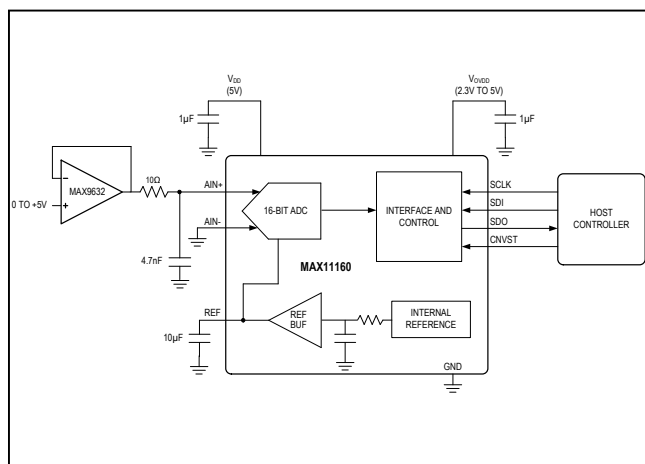 VDD
(5V)
VOVDD
(2.3V TO 5V)
1µF
1µF
MAX9632
10Ω
0 TO +5V
AIN+
AIN-
4.7nF
16-BIT ADC
INTERFACE AND
CONTROL
SCLK
SDI
SDO
CNVST
HOST
CONTROLLER
MAX11160
REF
10µF
REF
BUF
INTERNAL
REFERENCE
GND